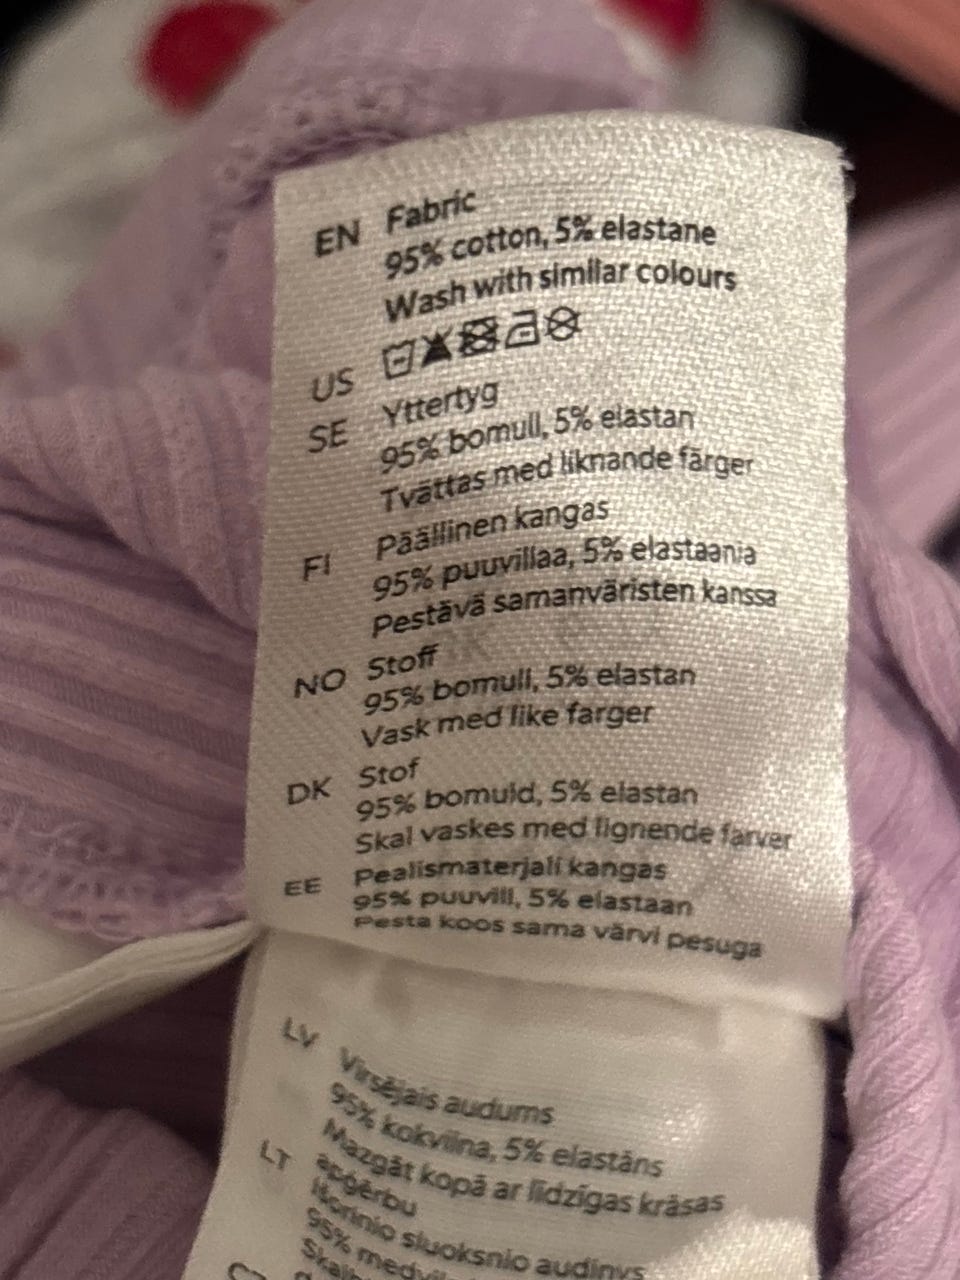 EN Fabric
95% cotton, 5% elastane
Wash with similar colours
US
SE Yttertyg
95% bomull, 5% elastan
Tvättas med liknande färger
FI Päällinen kangas
95% puuvillaa, 5% elastaania
Pestävä samanväristen kanssa
NO Stoff
95% bomull, 5% elastan
Vask med like farger
DK Stof
95% bomuld, 5% elastan
Skal vaskes med lignende farver
EE Pealismaterjali kangas
95% puuvill, 5% elastaan
Pesta koos sama värvi pesuga
LV Virsējais audums
95% kokvilna, 5% elastāns
Mazgāt kopā ar līdzīgas krāsas
apģērbu
LT Išorinio sluoksnio audinys
95%